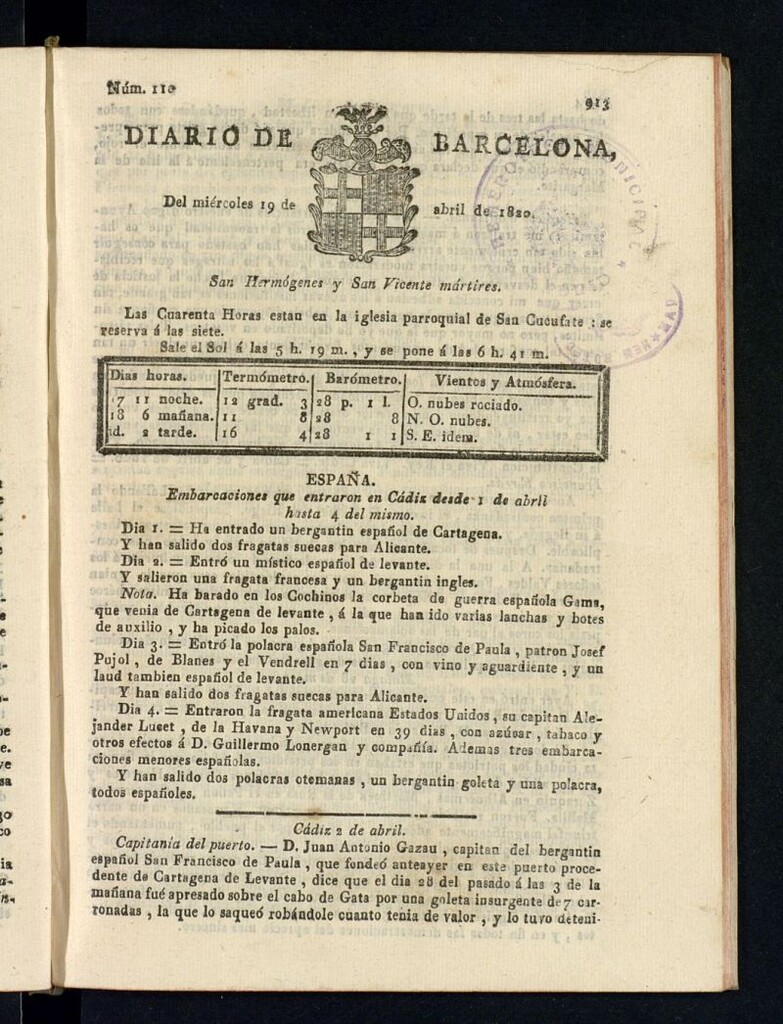 Núm. 110
913
DIARIO DE BARCELONA,
Del miércoles 19 de abril de 1820.
San Hermógenes y San Vicente mártires.
Las Cuarenta Horas estan en la iglesia parroquial de San Cucufate : se
reserva á las siete.
Sale el Sol á las 5 h. 19 m., y se pone á las 6 h. 41 m.
Dias horas. Termómetro. Barómetro. Vientos y Atmósfera.
17 11 noche. 12 grad. 3 28 p. 1 l. O. nubes rociado.
18 6 mañana. 11 8 28 8 N. O. nubes.
id. 2 tarde. 16 4 28 1 1 S. E. idem.
ESPAÑA.
Embarcaciones que entraron en Cádiz desde 1 de abril
hasta 4 del mismo.
Dia 1. = Ha entrado un bergantin español de Cartagena.
Y han salido dos fragatas suecas para Alicante.
Dia 2. = Entró un místico español de levante.
Y salieron una fragata francesa y un bergantin ingles.
Nota. Ha barado en los Cochinos la corbeta de guerra española Gama,
que venia de Cartagena de levante , á la que han ido varias lanchas y botes
de auxilio , y ha picado los palos.
Dia 3. = Entró la polacra española San Francisco de Paula , patron Josef
Pujol , de Blanes y el Vendrell en 7 dias , con vino y aguardiente , y un
laud tambien español de levante.
Y han salido dos fragatas suecas para Alicante.
Dia 4. = Entraron la fragata americana Estados Unidos , su capitan Ale-
jander Lucet , de la Havana y Newport en 39 dias , con azúcar , tabaco y
otros efectos á D. Guillermo Lonergan y compañía. Ademas tres embarca-
ciones menores españolas.
Y han salido dos polacras otomanas , un bergantin goleta y una polacra,
todos españoles.
Cádiz 2 de abril.
Capitanía del puerto. — D. Juan Antonio Gazau , capitan del bergantin
español San Francisco de Paula , que fondeó anteayer en este puerto proce-
dente de Cartagena de Levante , dice que el dia 28 del pasado á las 3 de la
mañana fué apresado sobre el cabo de Gata por una goleta insurgente de 7 car-
ronadas , la que lo saqueó robándole cuanto tenia de valor , y lo tuvo deteni-